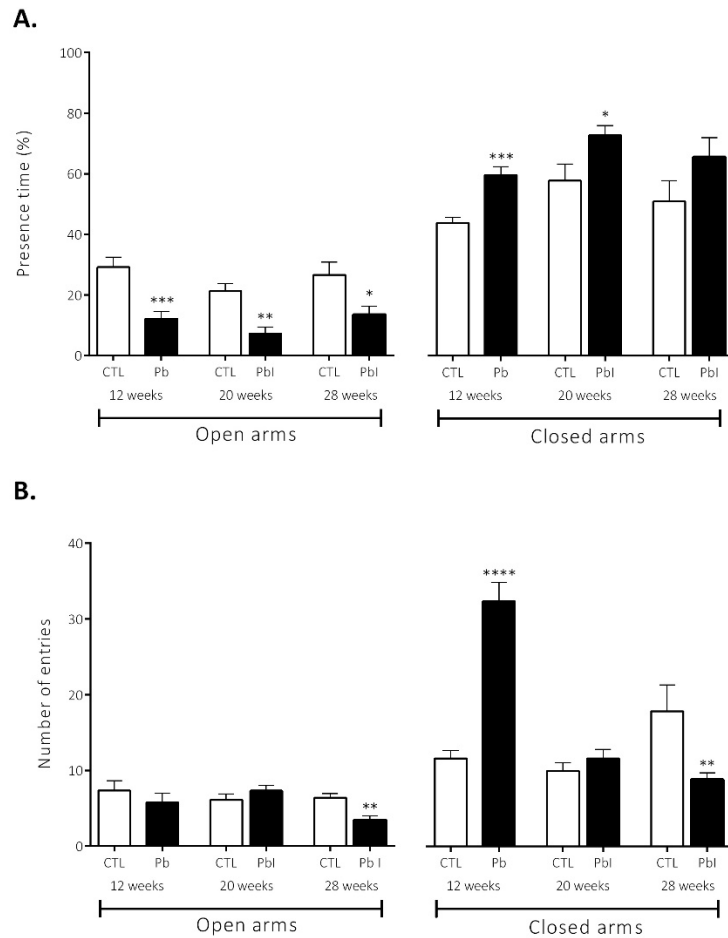 A.
Presence time (%)
100
80
60
40
20
0
*** ** * *** *
CTL Pb CTL PbI CTL PbI CTL Pb CTL PbI CTL PbI
12 weeks 20 weeks 28 weeks 12 weeks 20 weeks 28 weeks
Open arms Closed arms
B.
Number of entries
40
30
20
10
0
** **** **
CTL Pb CTL PbI CTL Pb I CTL Pb CTL PbI CTL PbI
12 weeks 20 weeks 28 weeks 12 weeks 20 weeks 28 weeks
Open arms Closed arms